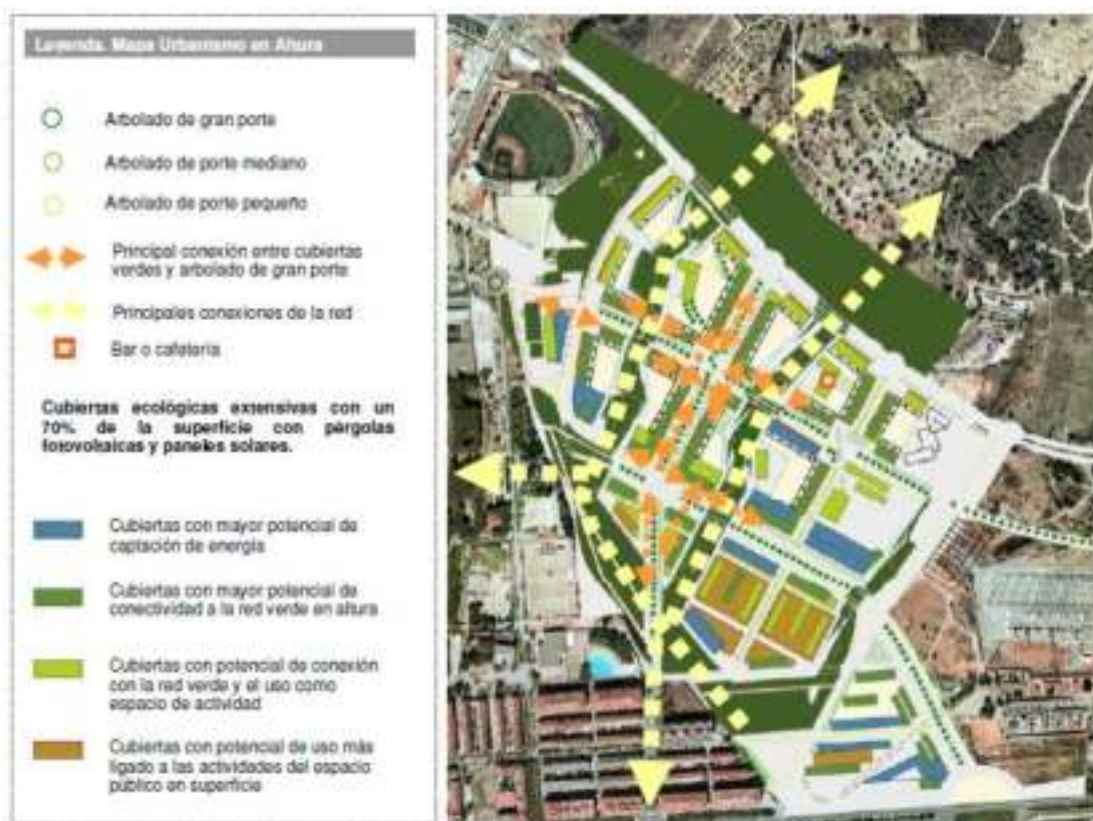 Leyenda. Mapa Urbanismo en Altura
Arbolado de gran porte
Arbolado de porte mediano
Arbolado de porte pequeño
Principal conexión entre cubiertas
verdes y arbolado de gran porte
Principales conexiones de la red
Bar o cafetería
Cubiertas ecológicas extensivas con un
70% de la superficie con pérgolas
fotovoltaicas y paneles solares.
Cubiertas con mayor potencial de
captación de energía
Cubiertas con mayor potencial de
conectividad a la red verde en altura
Cubiertas con potencial de conexión
con la red verde y el uso como
espacio de actividad
Cubiertas con potencial de uso más
ligado a las actividades del espacio
público en superficie